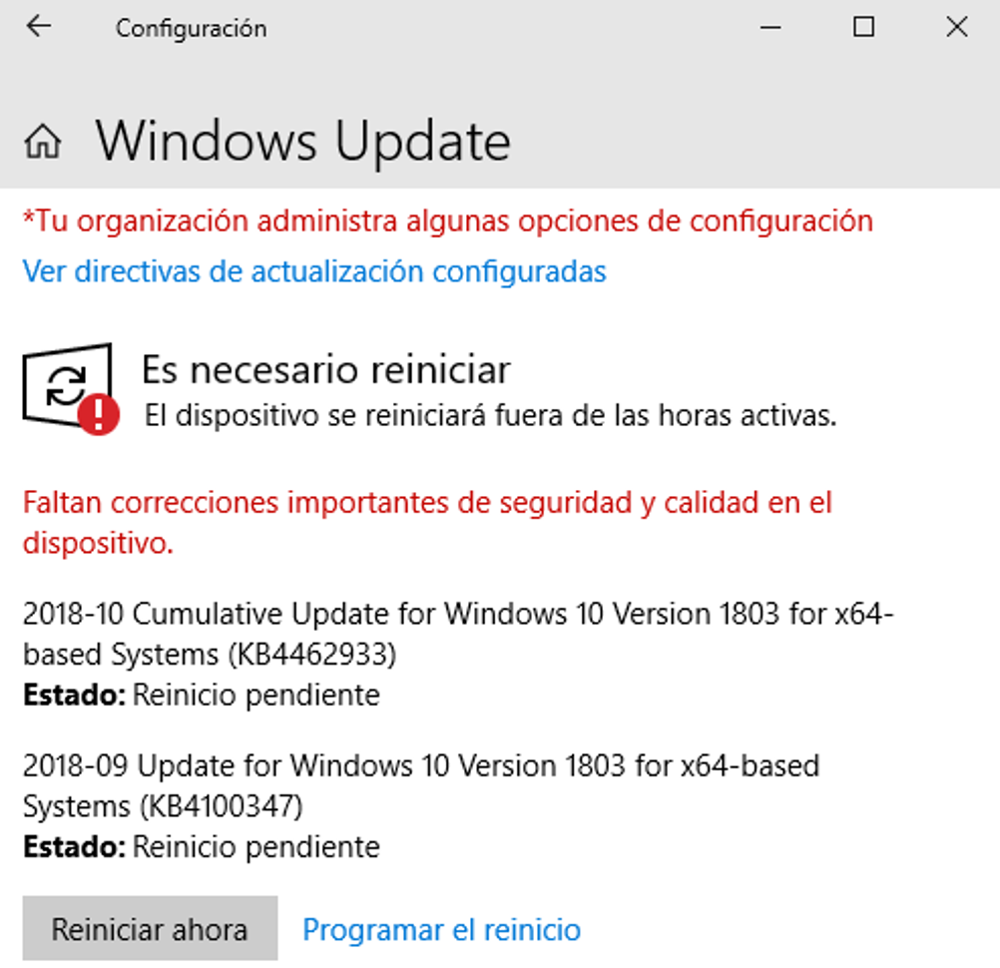 Configuración
Windows Update
*Tu organización administra algunas opciones de configuración
Ver directivas de actualización configuradas
Es necesario reiniciar
El dispositivo se reiniciará fuera de las horas activas.
Faltan correcciones importantes de seguridad y calidad en el
dispositivo.
2018-10 Cumulative Update for Windows 10 Version 1803 for x64-
based Systems (KB4462933)
Estado: Reinicio pendiente
2018-09 Update for Windows 10 Version 1803 for x64-based
Systems (KB4100347)
Estado: Reinicio pendiente
Reiniciar ahora
Programar el reinicio